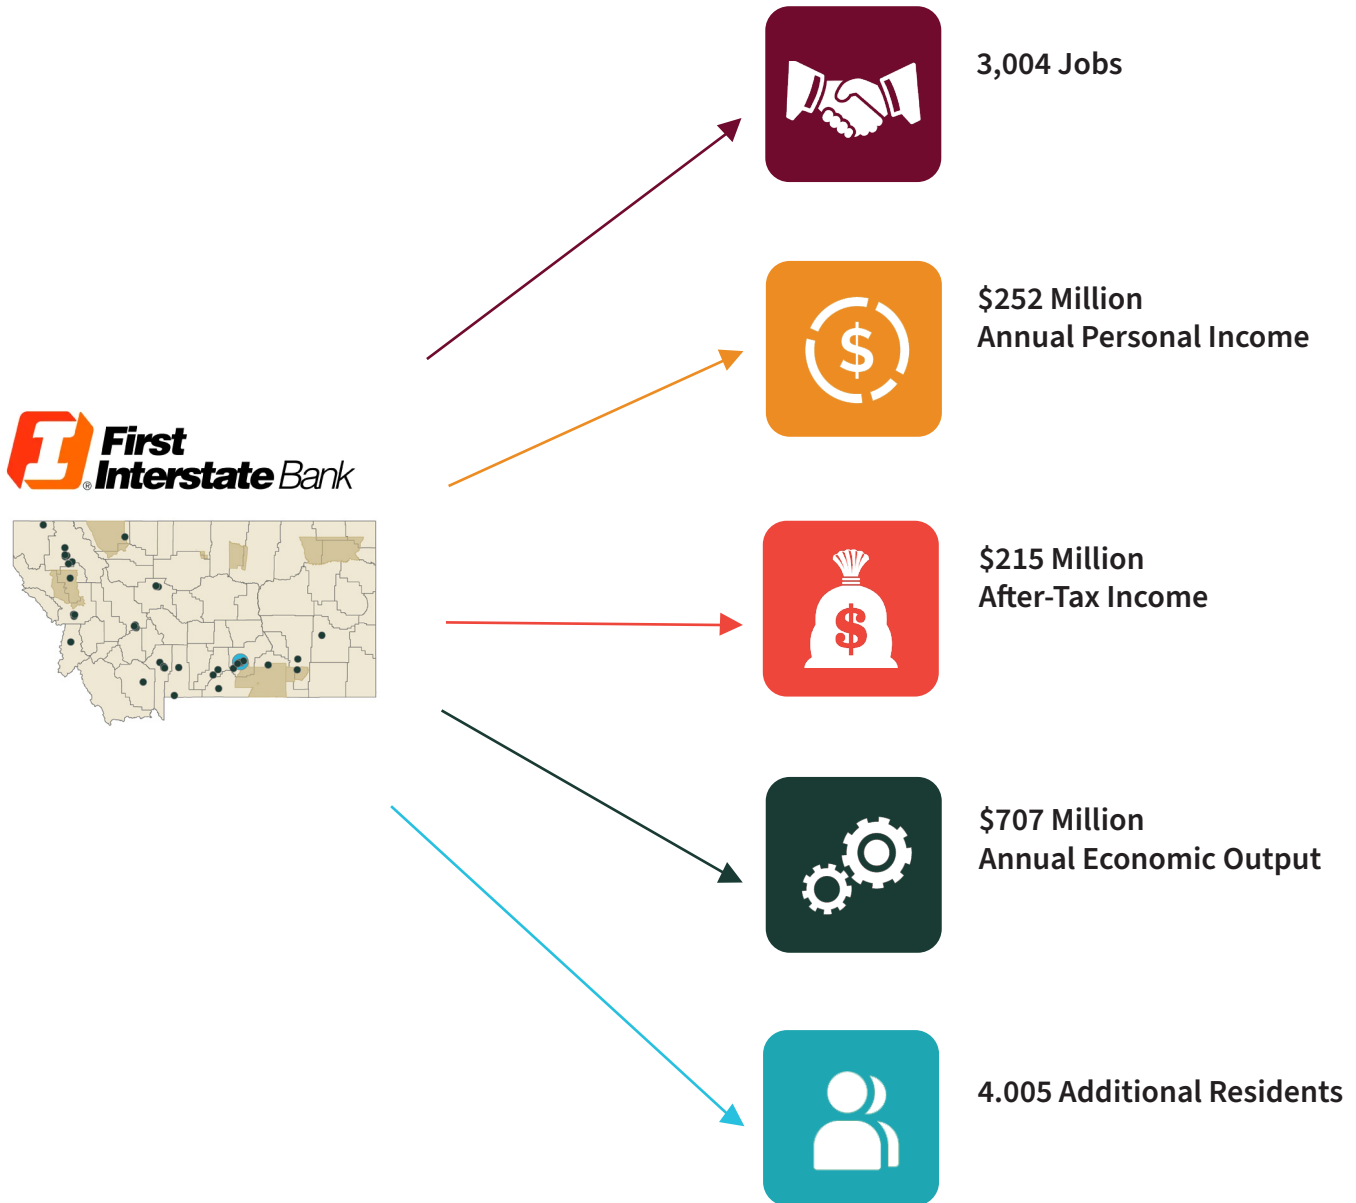 3,004 Jobs
$252 Million
Annual Personal Income
First
Interstate Bank
®
$215 Million
After-Tax Income
$707 Million
Annual Economic Output
4.005 Additional Residents